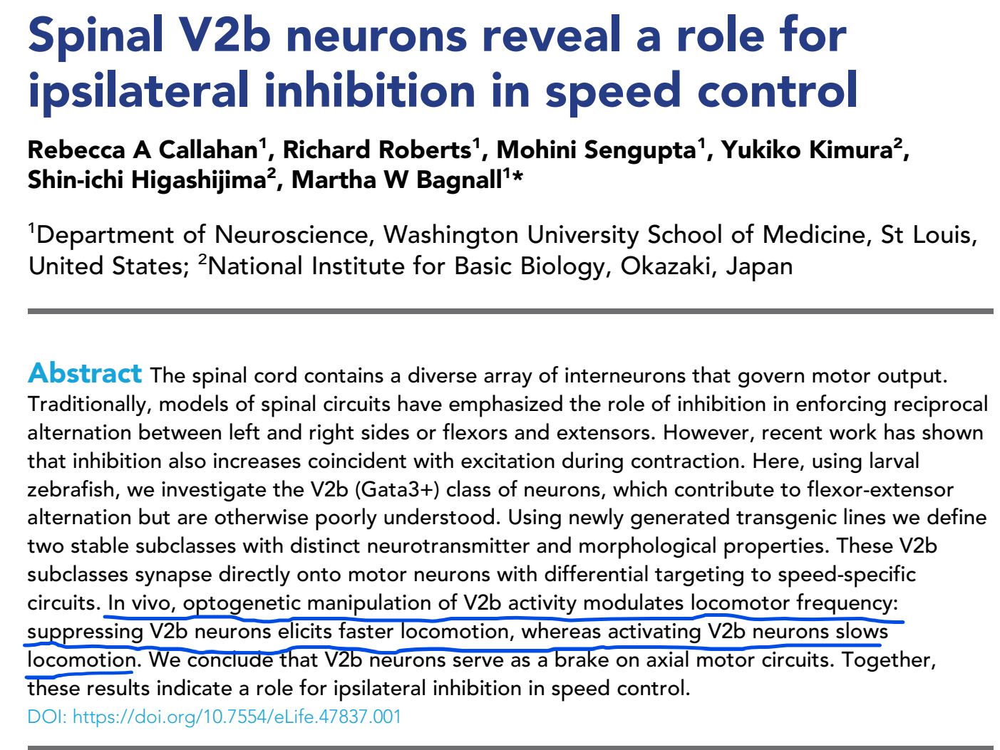 Spinal V2b neurons reveal a role for
ipsilateral inhibition in speed control
Rebecca A Callahan¹, Richard Roberts¹, Mohini Sengupta¹, Yukiko Kimura²,
Shin-ichi Higashijima², Martha W Bagnall¹*
¹Department of Neuroscience, Washington University School of Medicine, St Louis,
United States; ²National Institute for Basic Biology, Okazaki, Japan
Abstract The spinal cord contains a diverse array of interneurons that govern motor output.
Traditionally, models of spinal circuits have emphasized the role of inhibition in enforcing reciprocal
alternation between left and right sides or flexors and extensors. However, recent work has shown
that inhibition also increases coincident with excitation during contraction. Here, using larval
zebrafish, we investigate the V2b (Gata3+) class of neurons, which contribute to flexor-extensor
alternation but are otherwise poorly understood. Using newly generated transgenic lines we define
two stable subclasses with distinct neurotransmitter and morphological properties. These V2b
subclasses synapse directly onto motor neurons with differential targeting to speed-specific
circuits. In vivo, optogenetic manipulation of V2b activity modulates locomotor frequency:
suppressing V2b neurons elicits faster locomotion, whereas activating V2b neurons slows
locomotion. We conclude that V2b neurons serve as a brake on axial motor circuits. Together,
these results indicate a role for ipsilateral inhibition in speed control.
DOI: https://doi.org/10.7554/eLife.47837.001